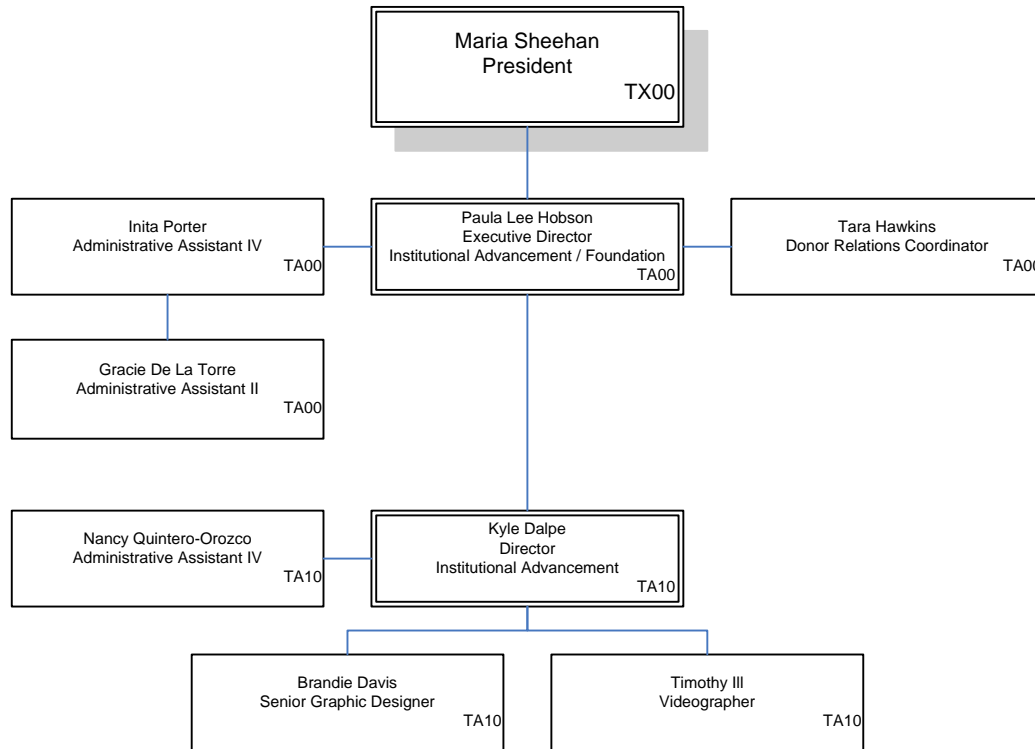 Maria Sheehan
President
TX00
Inita Porter
Administrative Assistant IV
TA00
Paula Lee Hobson
Executive Director
Institutional Advancement / Foundation
TA00
Tara Hawkins
Donor Relations Coordinator
TA00
Gracie De La Torre
Administrative Assistant II
TA00
Nancy Quintero-Orozco
Administrative Assistant IV
TA10
Kyle Dalpe
Director
Institutional Advancement
TA10
Brandie Davis
Senior Graphic Designer
TA10
Timothy Ill
Videographer
TA10